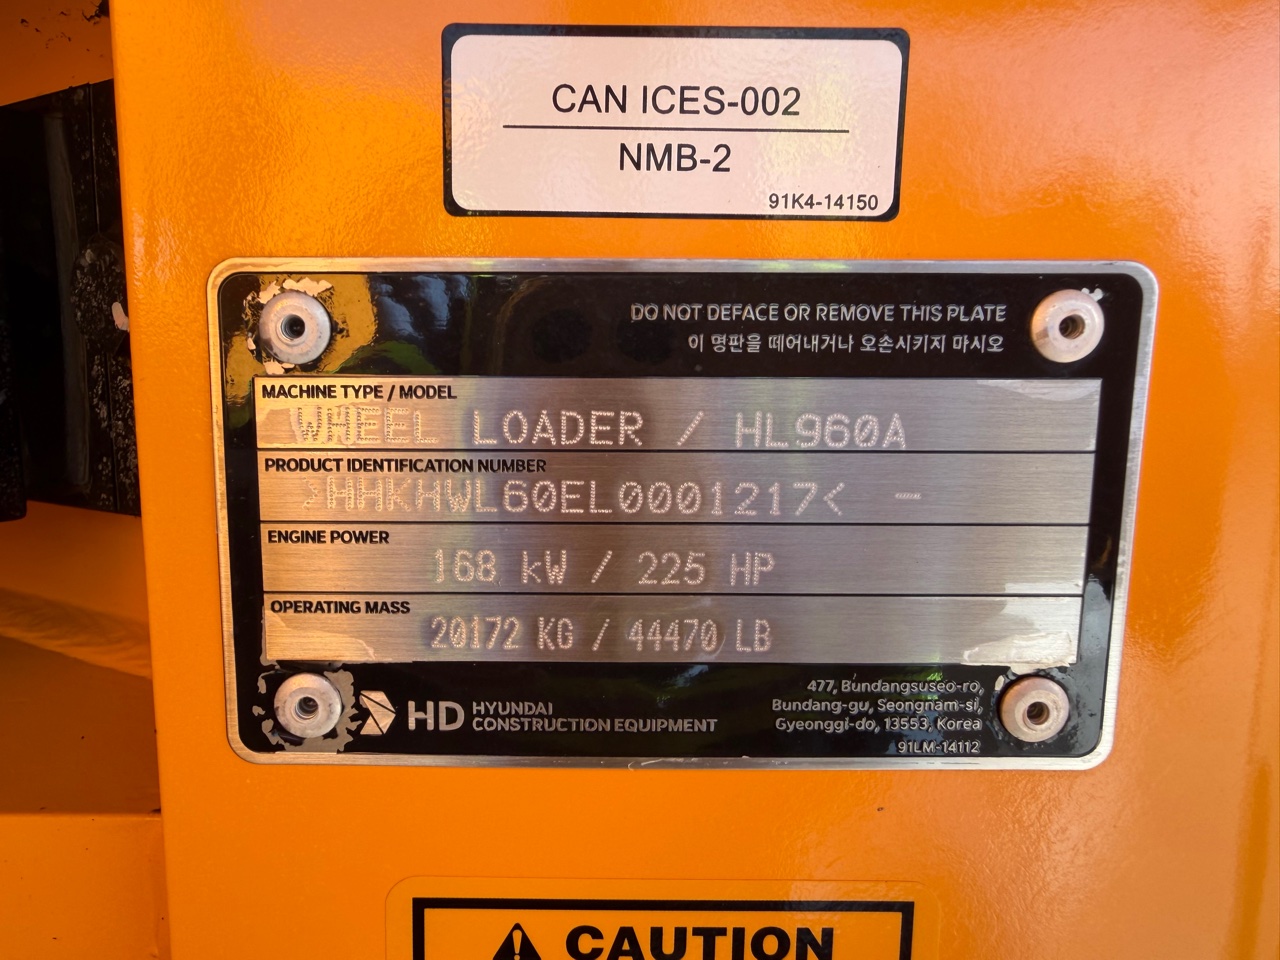 CAN ICES-002
NMB-2
91K4-14150
DO NOT DEFACE OR REMOVE THIS PLATE
이 명판을 떼어내거나 오손시키지 마시오
MACHINE TYPE / MODEL
WHEEL LOADER / HL960A
PRODUCT IDENTIFICATION NUMBER
>HHKHWL60EL0001217< -
ENGINE POWER
168 kW / 225 HP
OPERATING MASS
20172 KG / 44470 LB
HD HYUNDAI
CONSTRUCTION EQUIPMENT
477, Bundangsuseo-ro,
Bundang-gu, Seongnam-si,
Gyeonggi-do, 13553, Korea
91LM-14112
CAUTION